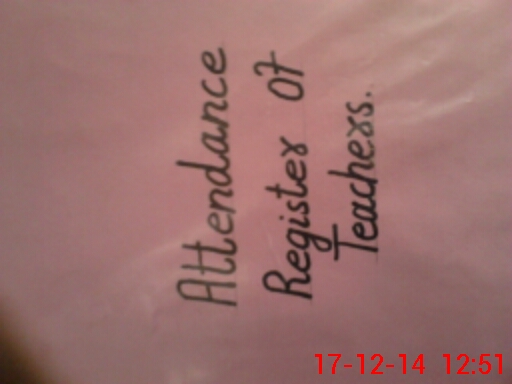 Attendance
Register of
Teachers.
17-12-14 12:51